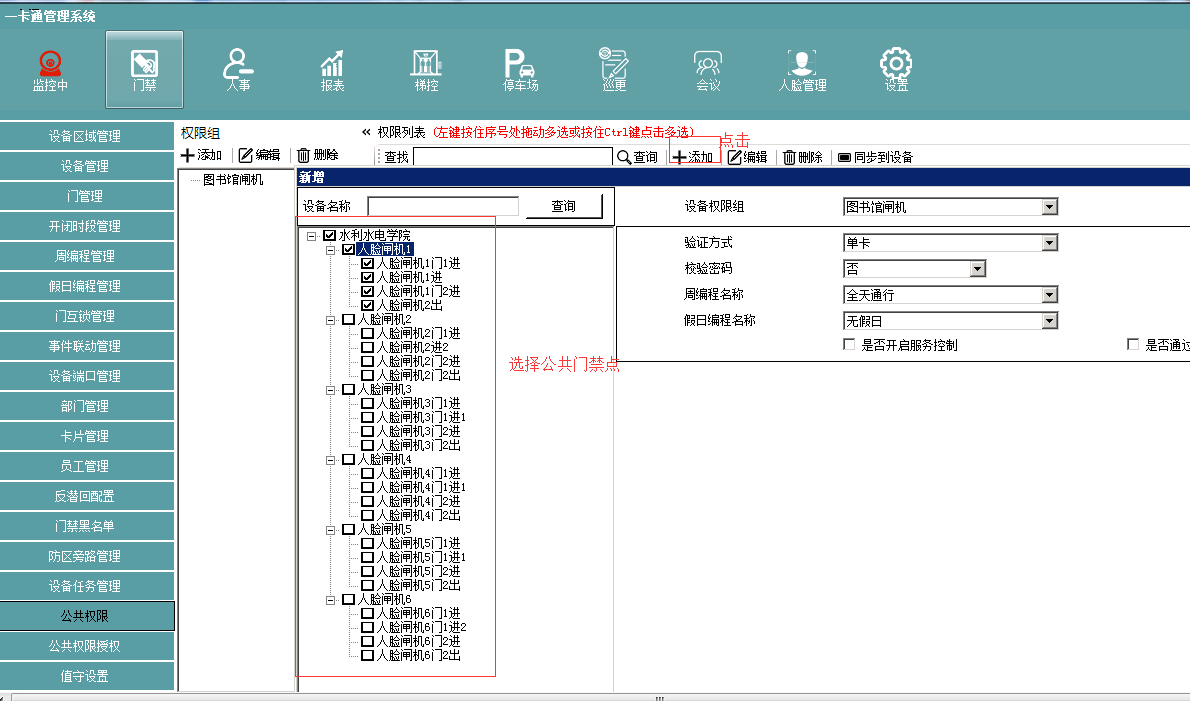 一卡通管理系统
监控中
门禁
人事
报表
梯控
停车场
巡更
会议
人脸管理
设置
设备区域管理
设备管理
门管理
开闭时段管理
周编程管理
假日编程管理
门互锁管理
事件联动管理
设备端口管理
部门管理
卡片管理
员工管理
反潜回配置
门禁黑名单
防区旁路管理
设备任务管理
公共权限
公共权限授权
值守设置
权限组
添加 编辑 删除
图书馆闸机
« 权限列表 (左键按住序号处拖动多选或按住Ctrl键点击多选)
点击
查找 查询 添加 编辑 删除 同步到设备
新增
设备名称 查询
水利水电学院
人脸闸机1
人脸闸机1门1进
人脸闸机1进
人脸闸机1门2进
人脸闸机2出
人脸闸机2
人脸闸机2门1进
人脸闸机2进2
人脸闸机2门2进
人脸闸机2门2出
人脸闸机3
人脸闸机3门1进
人脸闸机3门1进1
人脸闸机3门2进
人脸闸机3门2出
人脸闸机4
人脸闸机4门1进
人脸闸机4门1进1
人脸闸机4门2进
人脸闸机4门2出
人脸闸机5
人脸闸机5门1进
人脸闸机5门1进1
人脸闸机5门2进
人脸闸机5门2出
人脸闸机6
人脸闸机6门1进
人脸闸机6门1进2
人脸闸机6门2进
人脸闸机6门2出
选择公共门禁点
设备权限组 图书馆闸机
验证方式 单卡
校验密码 否
周编程名称 全天通行
假日编程名称 无假日
是否开启服务控制 是否通过